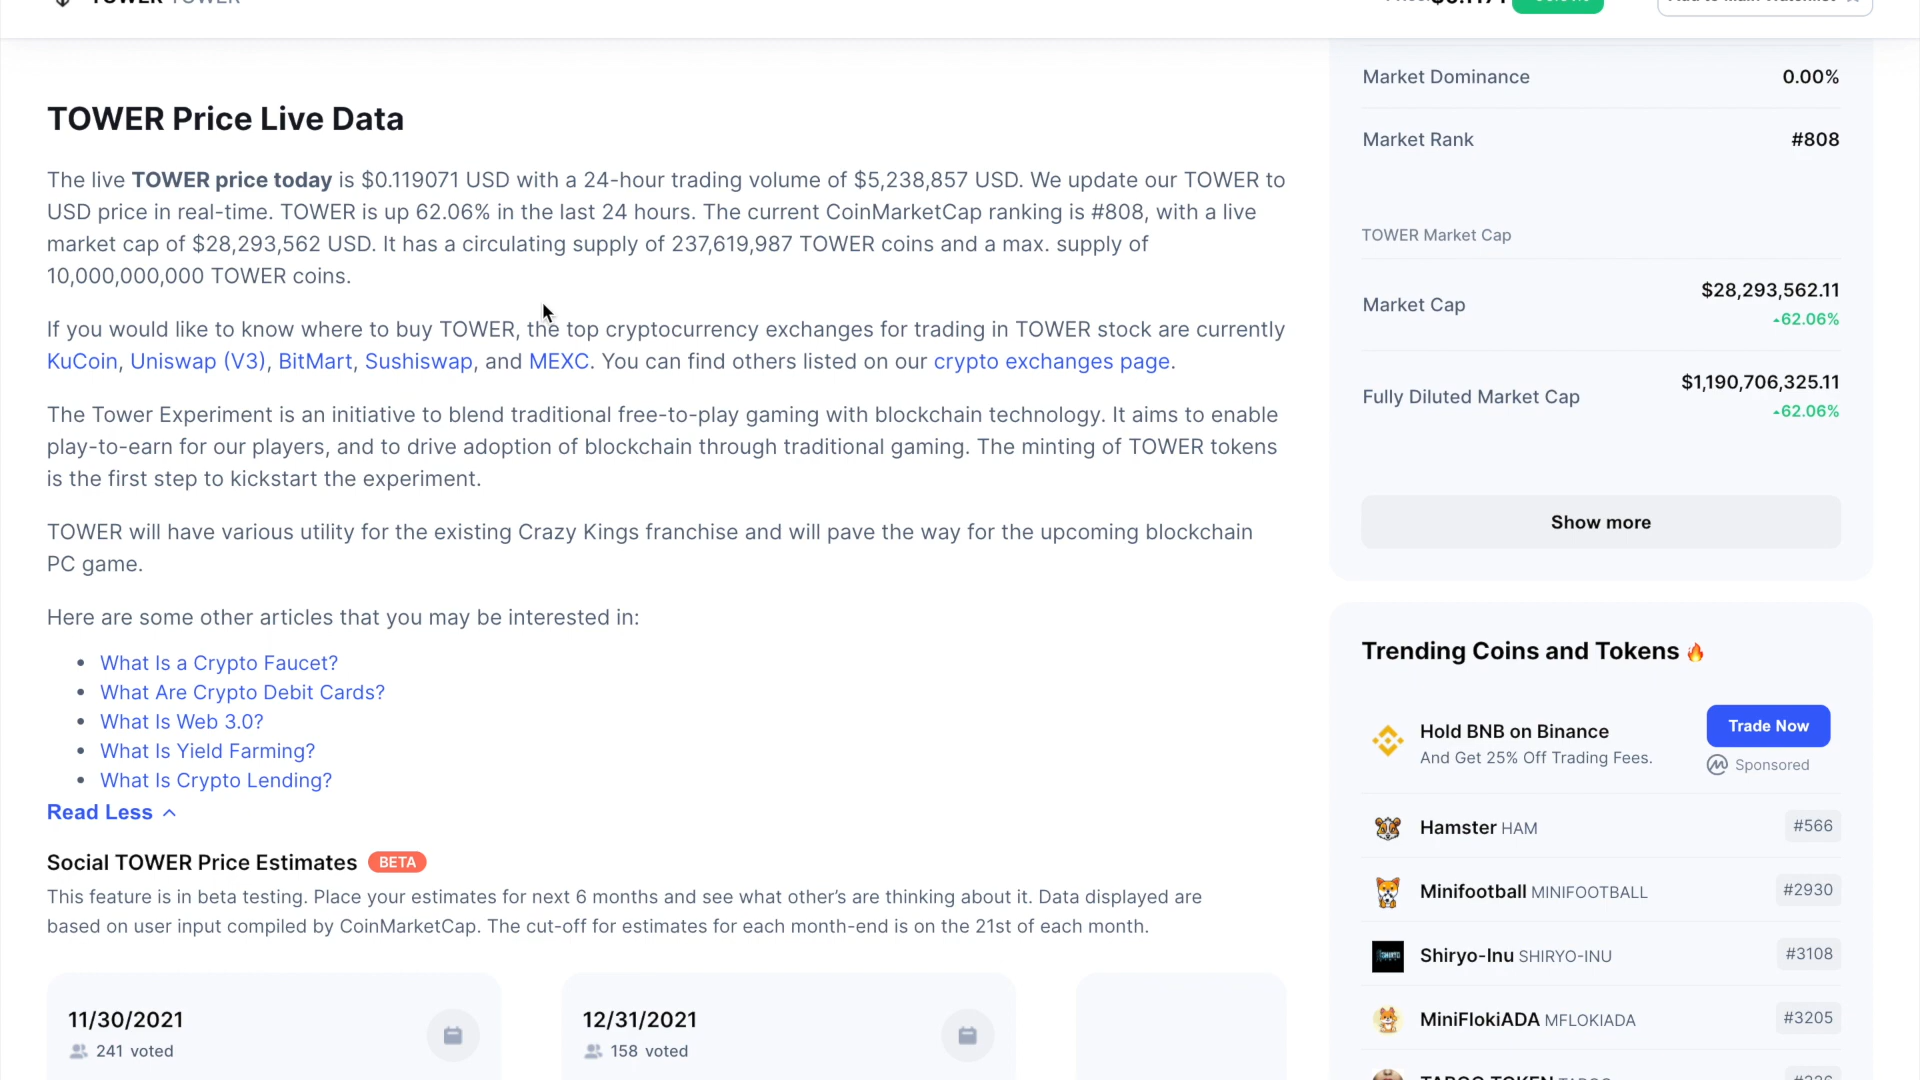 TOWER TOWER
TOWER Price Live Data
The live TOWER price today is $0.119071 USD with a 24-hour trading volume of $5,238,857 USD. We update our TOWER to
USD price in real-time. TOWER is up 62.06% in the last 24 hours. The current CoinMarketCap ranking is #808, with a live
market cap of $28,293,562 USD. It has a circulating supply of 237,619,987 TOWER coins and a max. supply of
10,000,000,000 TOWER coins.
If you would like to know where to buy TOWER, the top cryptocurrency exchanges for trading in TOWER stock are currently
KuCoin, Uniswap (V3), BitMart, Sushiswap, and MEXC. You can find others listed on our crypto exchanges page.
The Tower Experiment is an initiative to blend traditional free-to-play gaming with blockchain technology. It aims to enable
play-to-earn for our players, and to drive adoption of blockchain through traditional gaming. The minting of TOWER tokens
is the first step to kickstart the experiment.
TOWER will have various utility for the existing Crazy Kings franchise and will pave the way for the upcoming blockchain
PC game.
Here are some other articles that you may be interested in:
• What Is a Crypto Faucet?
• What Are Crypto Debit Cards?
• What Is Web 3.0?
• What Is Yield Farming?
• What Is Crypto Lending?
Read Less
Social TOWER Price Estimates BETA
This feature is in beta testing. Place your estimates for next 6 months and see what other's are thinking about it. Data displayed are
based on user input compiled by CoinMarketCap. The cut-off for estimates for each month-end is on the 21st of each month.
11/30/2021
241 voted
12/31/2021
158 voted
Market Dominance 0.00%
Market Rank #808
TOWER Market Cap
Market Cap $28,293,562.11
62.06%
Fully Diluted Market Cap $1,190,706,325.11
62.06%
Show more
Trending Coins and Tokens
Hold BNB on Binance
And Get 25% Off Trading Fees.
Trade Now
Sponsored
Hamster HAM #566
Minifootball MINIFOOTBALL #2930
Shiryo-Inu SHIRYO-INU #3108
MiniFlokiADA MFLOKIADA #3205